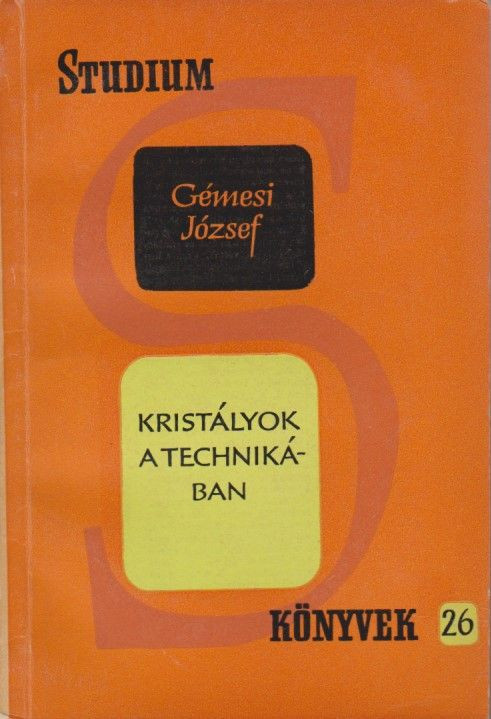 STUDIUM
Gémesi
József
KRISTÁLYOK
A TECHNIKÁ-
BAN
KÖNYVEK 26